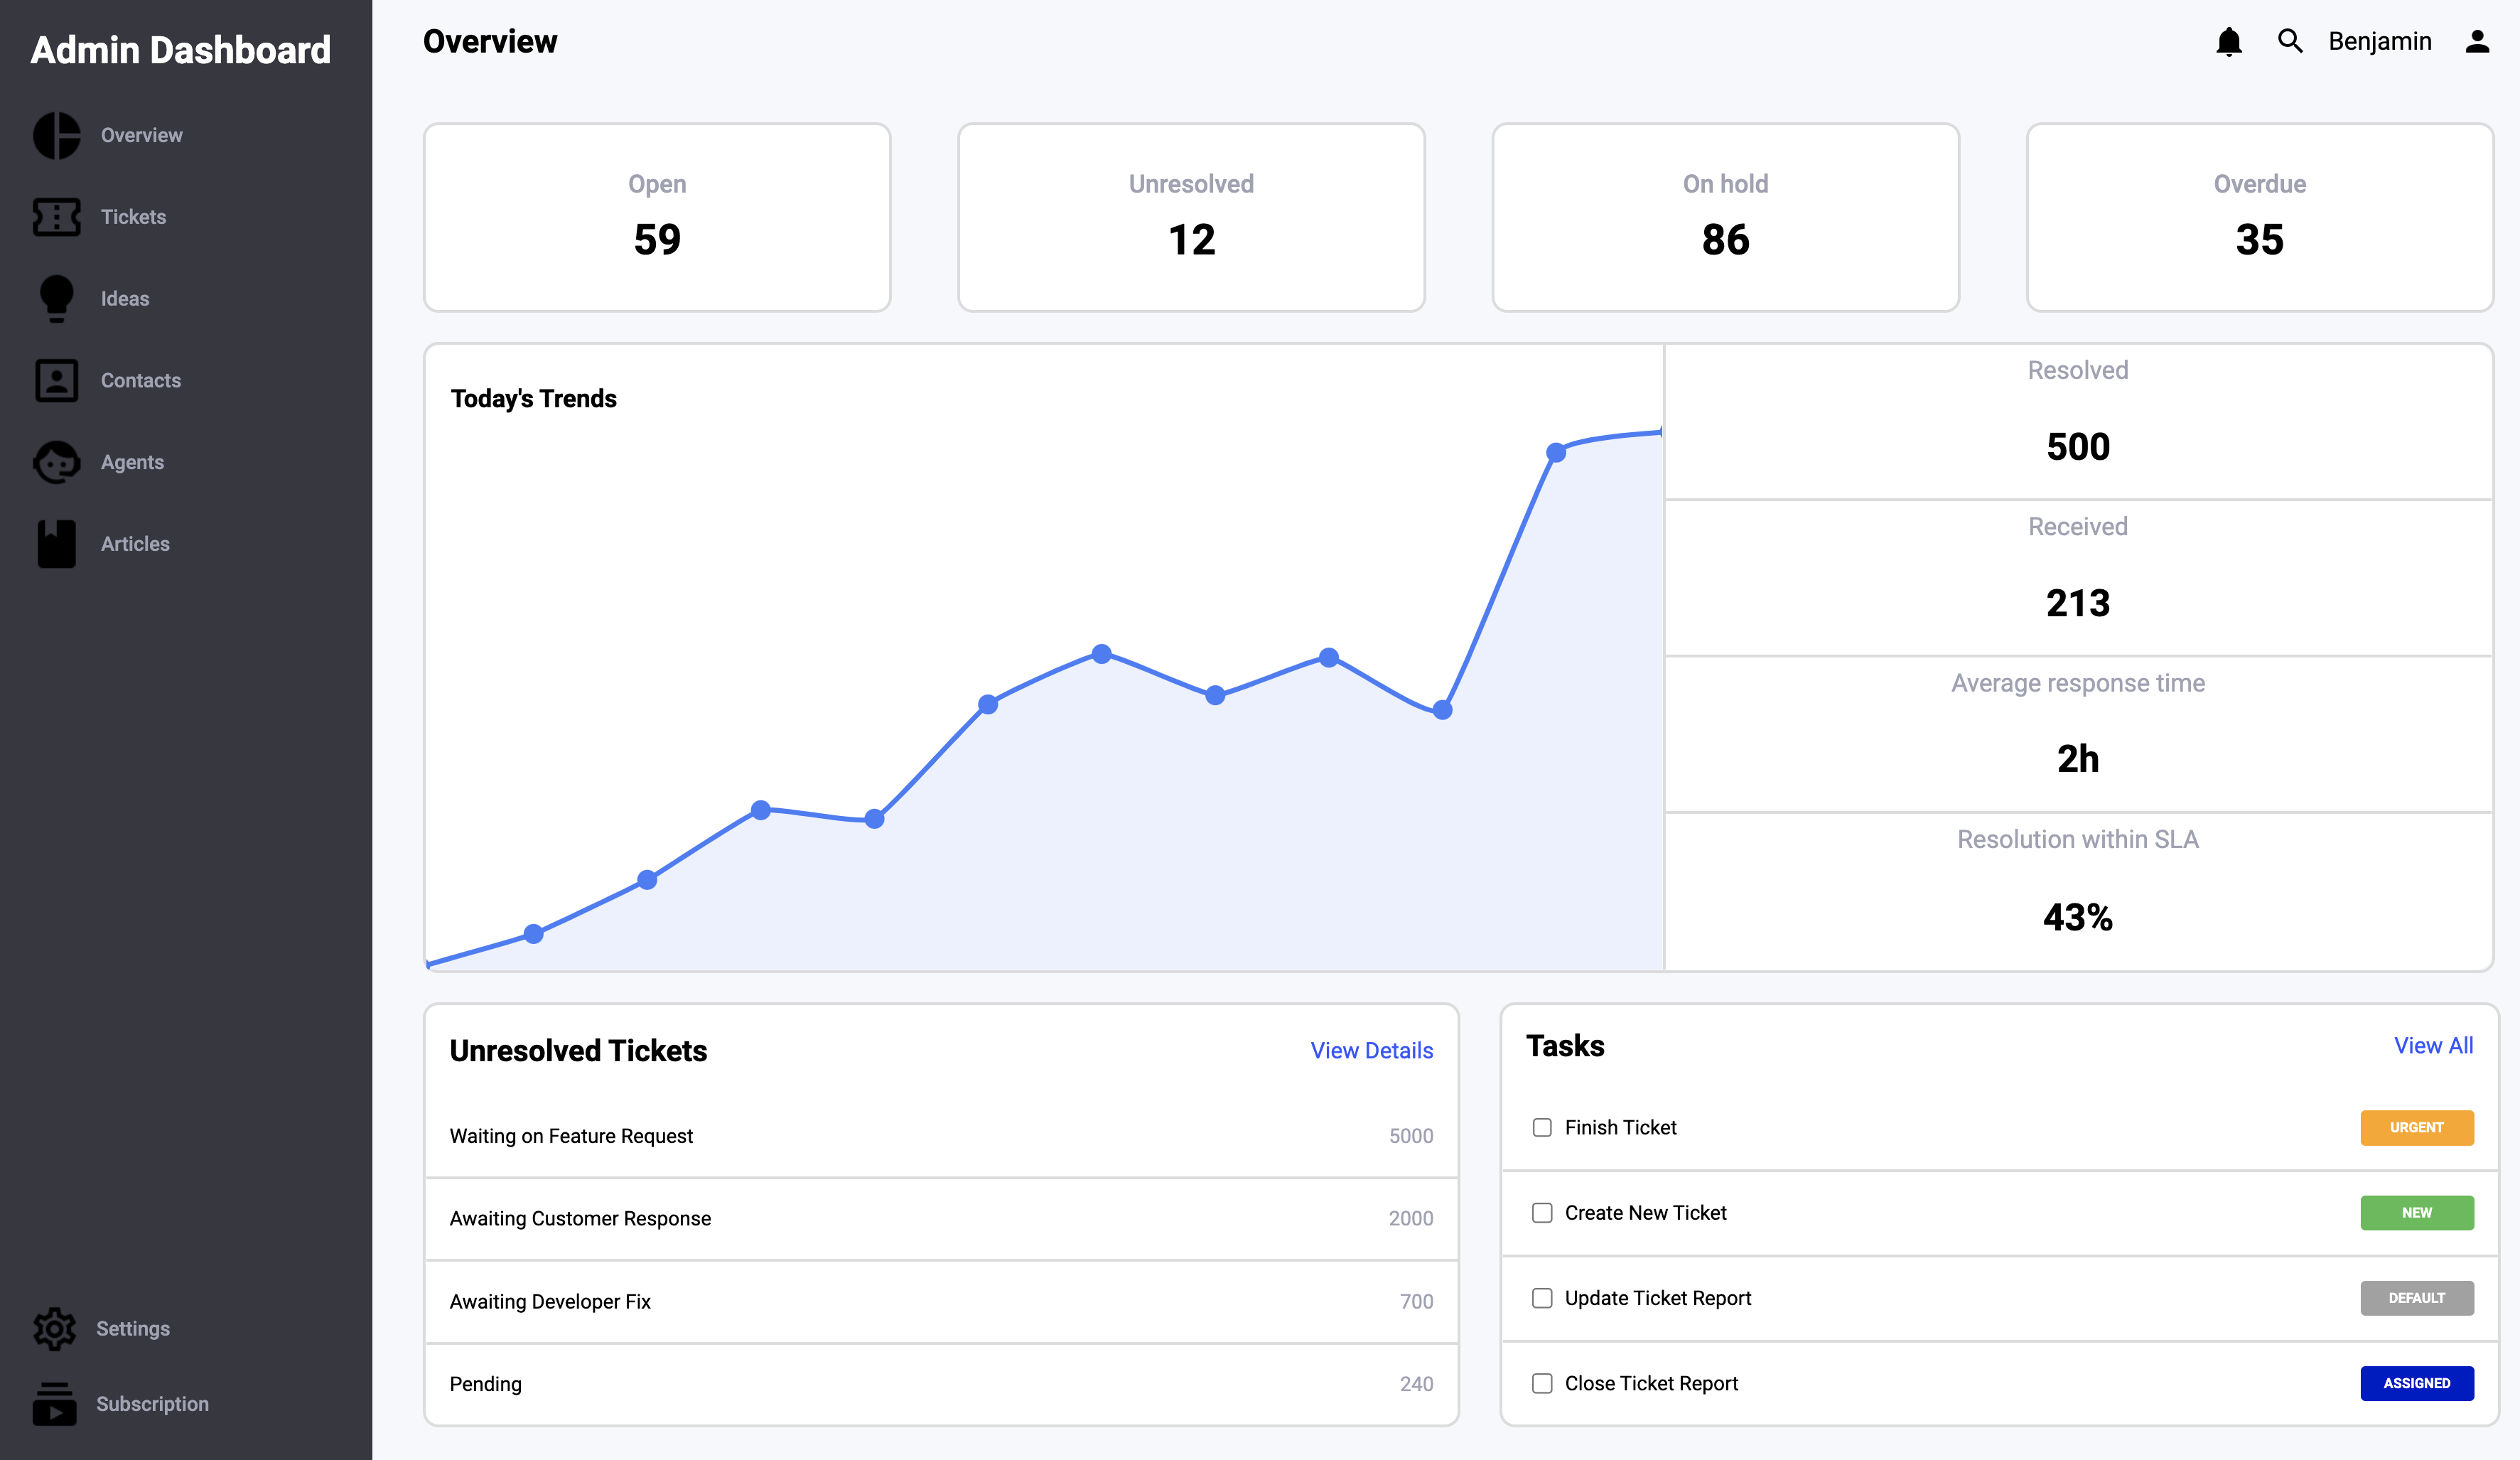 Admin Dashboard
Overview
Tickets
Ideas
Contacts
Agents
Articles
Settings
Subscription
Overview
Benjamin
Open
59
Unresolved
12
On hold
86
Overdue
35
Today's Trends
Resolved
500
Received
213
Average response time
2h
Resolution within SLA
43%
Unresolved Tickets
View Details
Waiting on Feature Request
5000
Awaiting Customer Response
2000
Awaiting Developer Fix
700
Pending
240
Tasks
View All
Finish Ticket
URGENT
Create New Ticket
NEW
Update Ticket Report
DEFAULT
Close Ticket Report
ASSIGNED